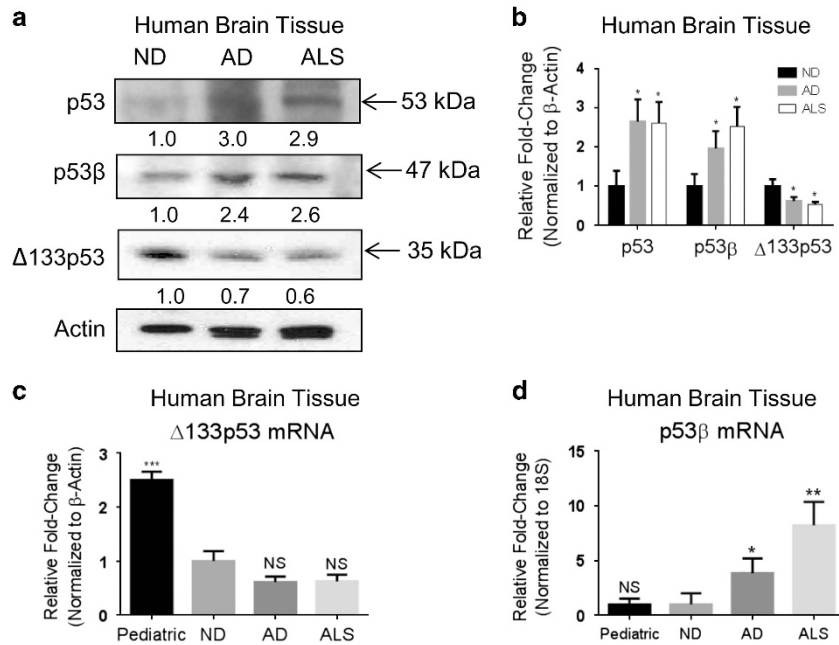 a
Human Brain Tissue
ND AD ALS
p53
53 kDa
1.0 3.0 2.9
p53β
47 kDa
1.0 2.4 2.6
Δ133p53
35 kDa
1.0 0.7 0.6
Actin
b
Human Brain Tissue
Relative Fold-Change
(Normalized to β-Actin)
4
3
2
1
0
ND
AD
ALS
* * * * * *
p53 p53β Δ133p53
c
Human Brain Tissue
Δ133p53 mRNA
Relative Fold-Change
(Normalized to β-Actin)
3
2
1
0
*** NS NS
Pediatric ND AD ALS
d
Human Brain Tissue
p53β mRNA
Relative Fold-Change
(Normalized to 18S)
15
10
5
0
NS * **
Pediatric ND AD ALS